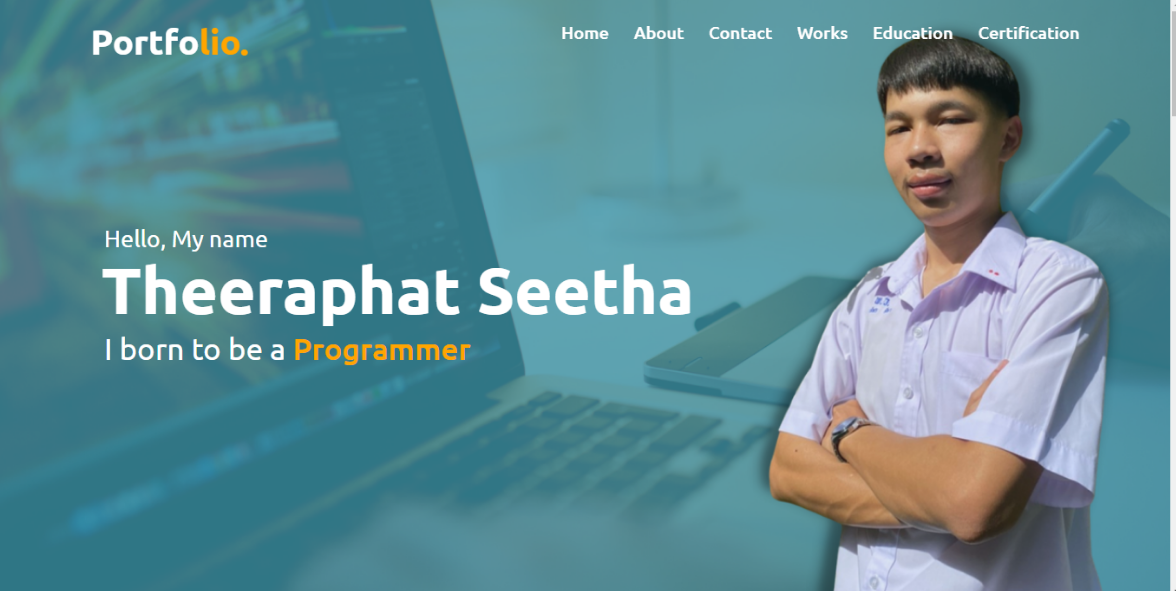 Portfolio.
Home About Contact Works Education Certification
Hello, My name
Theeraphat Seetha
I born to be a Programmer